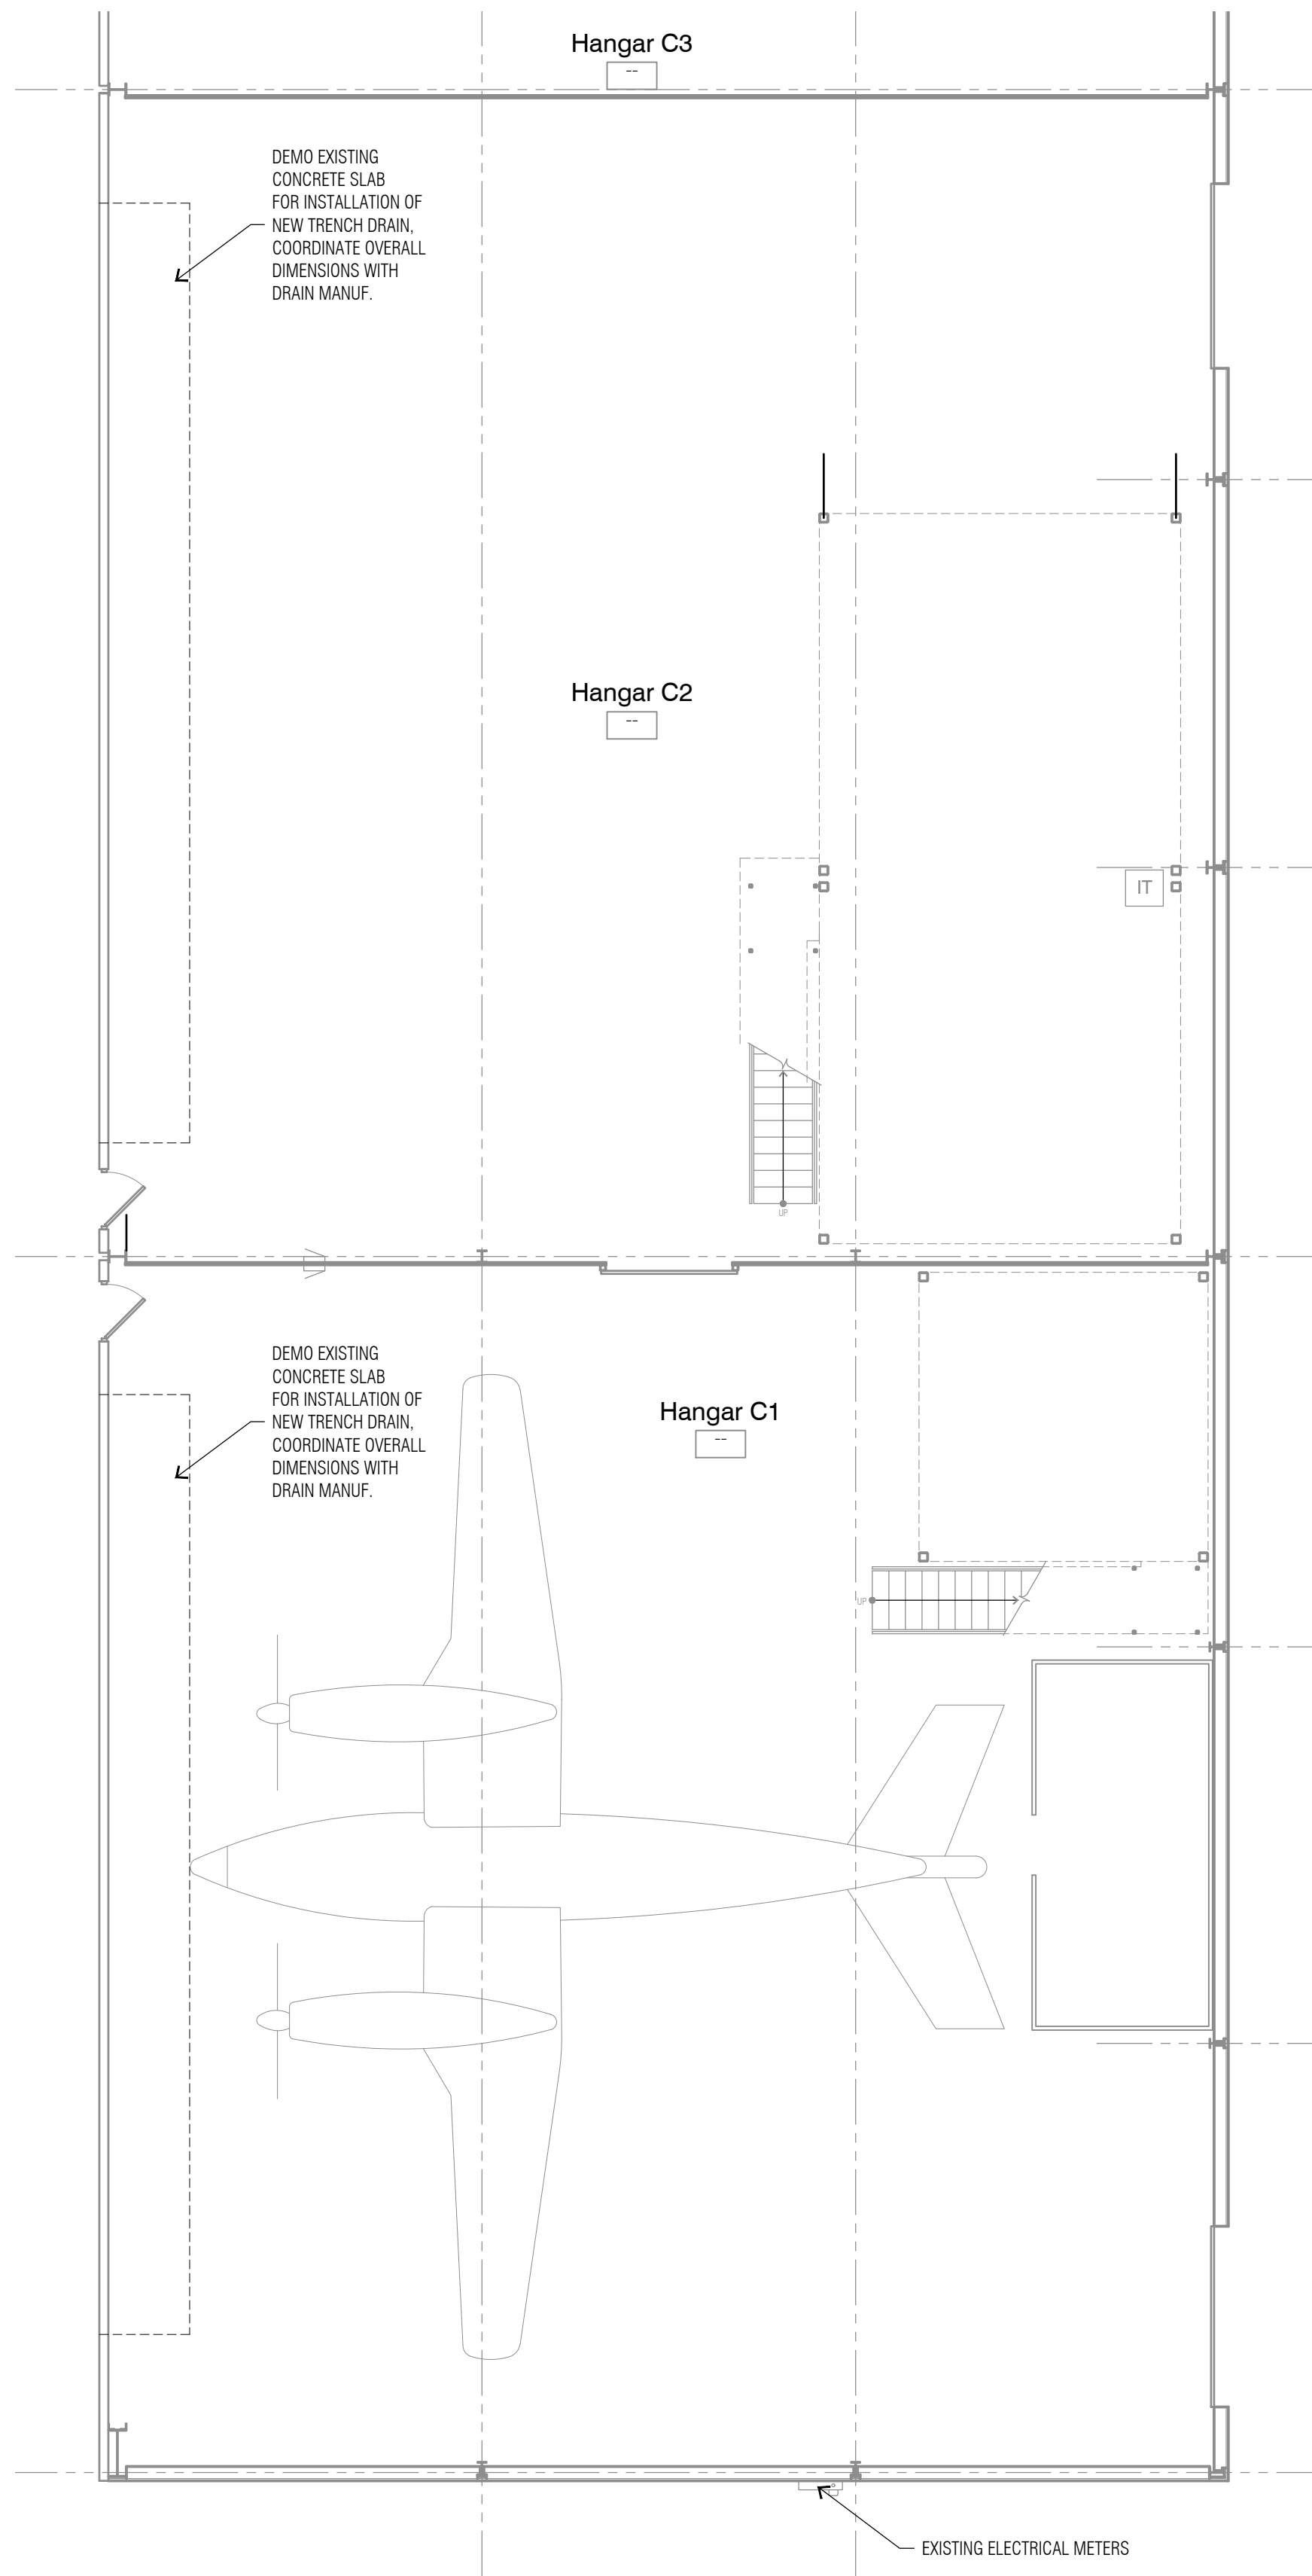 Hangar C3
--
DEMO EXISTING
CONCRETE SLAB
FOR INSTALLATION OF
NEW TRENCH DRAIN,
COORDINATE OVERALL
DIMENSIONS WITH
DRAIN MANUF.
Hangar C2
--
IT
UP
DEMO EXISTING
CONCRETE SLAB
FOR INSTALLATION OF
NEW TRENCH DRAIN,
COORDINATE OVERALL
DIMENSIONS WITH
DRAIN MANUF.
Hangar C1
--
UP
EXISTING ELECTRICAL METERS